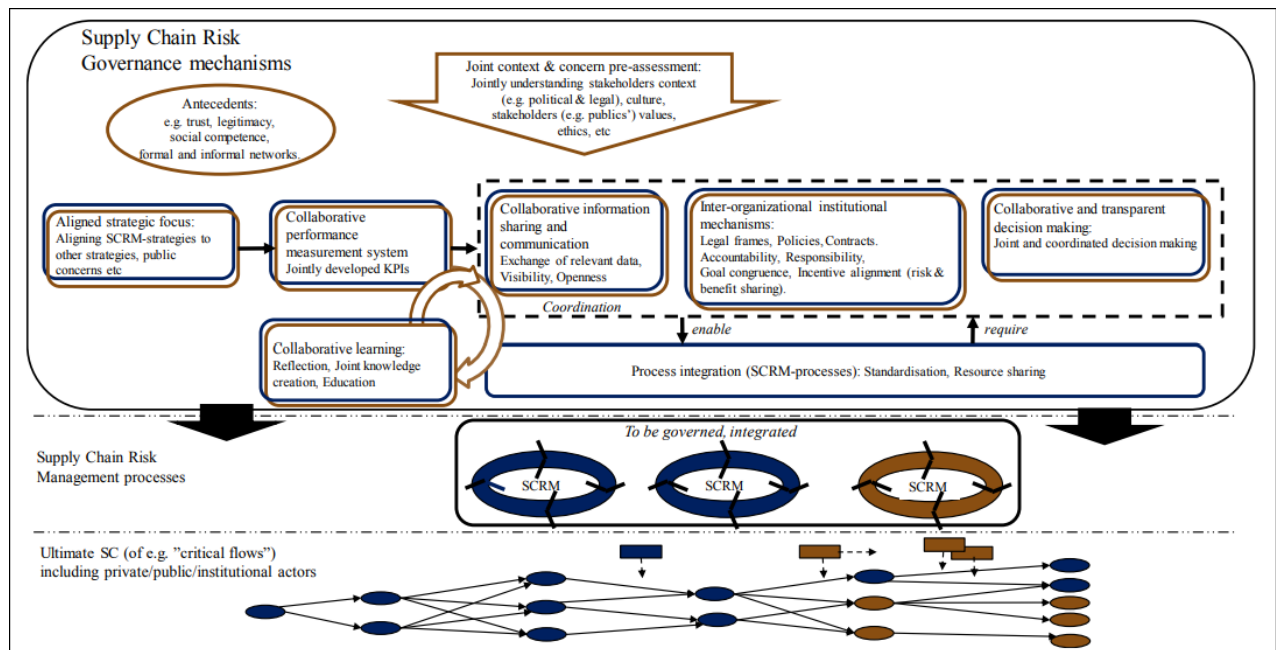 Supply Chain Risk
Governance mechanisms
Joint context & concern pre-assessment:
Jointly understanding stakeholders context
(e.g. political & legal), culture,
stakeholders (e.g. publics’) values,
ethics, etc
Antecedents:
e.g. trust, legitimacy,
social competence,
formal and informal networks.
Aligned strategic focus:
Aligning SCRM-strategies to
other strategies, public
concerns etc
Collaborative
performance
measurement system
Jointly developed KPIs
Collaborative information
sharing and
communication
Exchange of relevant data,
Visibility, Openness
Inter-organizational institutional
mechanisms:
Legal frames, Policies, Contracts.
Accountability, Responsibility,
Goal congruence, Incentive alignment (risk &
benefit sharing).
Collaborative and transparent
decision making:
Joint and coordinated decision making
Coordination
enable
require
Collaborative learning:
Reflection, Joint knowledge
creation, Education
Process integration (SCRM-processes): Standardisation, Resource sharing
To be governed, integrated
Supply Chain Risk
Management processes
SCRM
SCRM
SCRM
Ultimate SC (of e.g. ”critical flows”)
including private/public/institutional actors